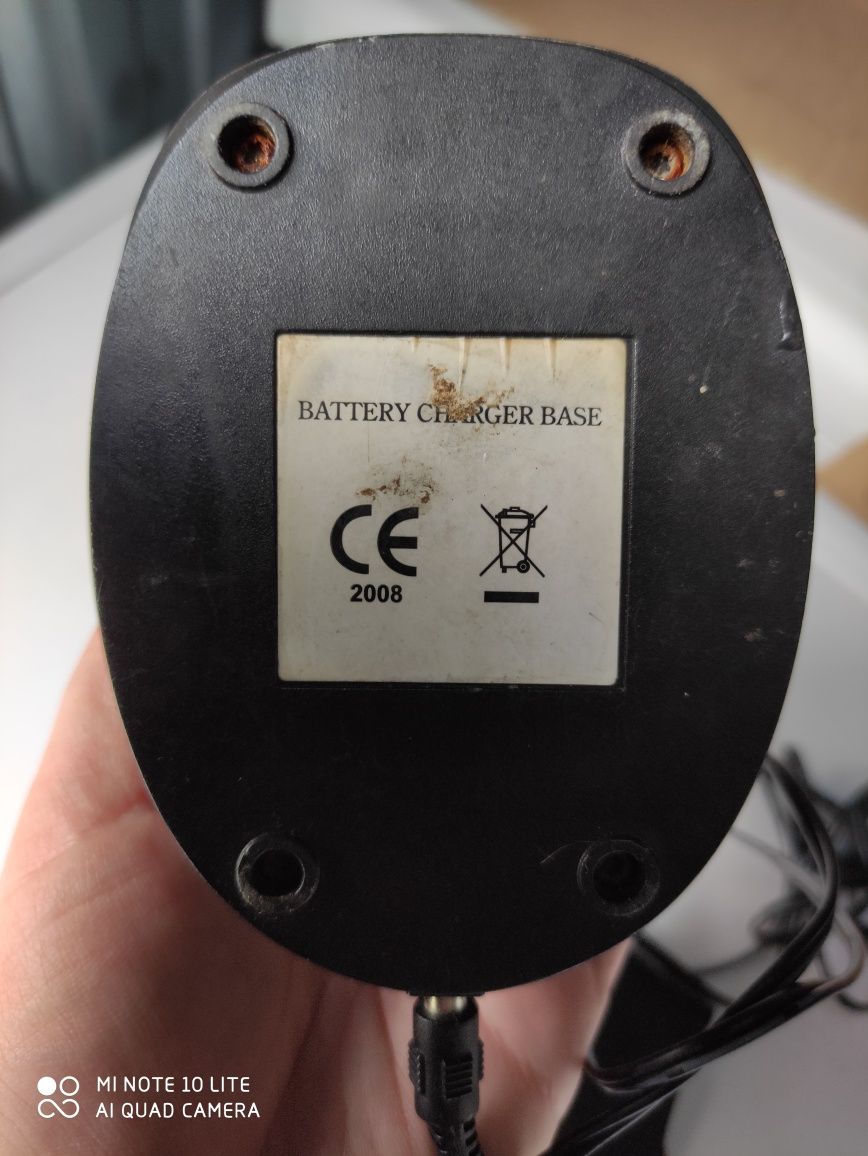 BATTERY CHARGER BASE
CE
2008
MI NOTE 10 LITE
AI QUAD CAMERA